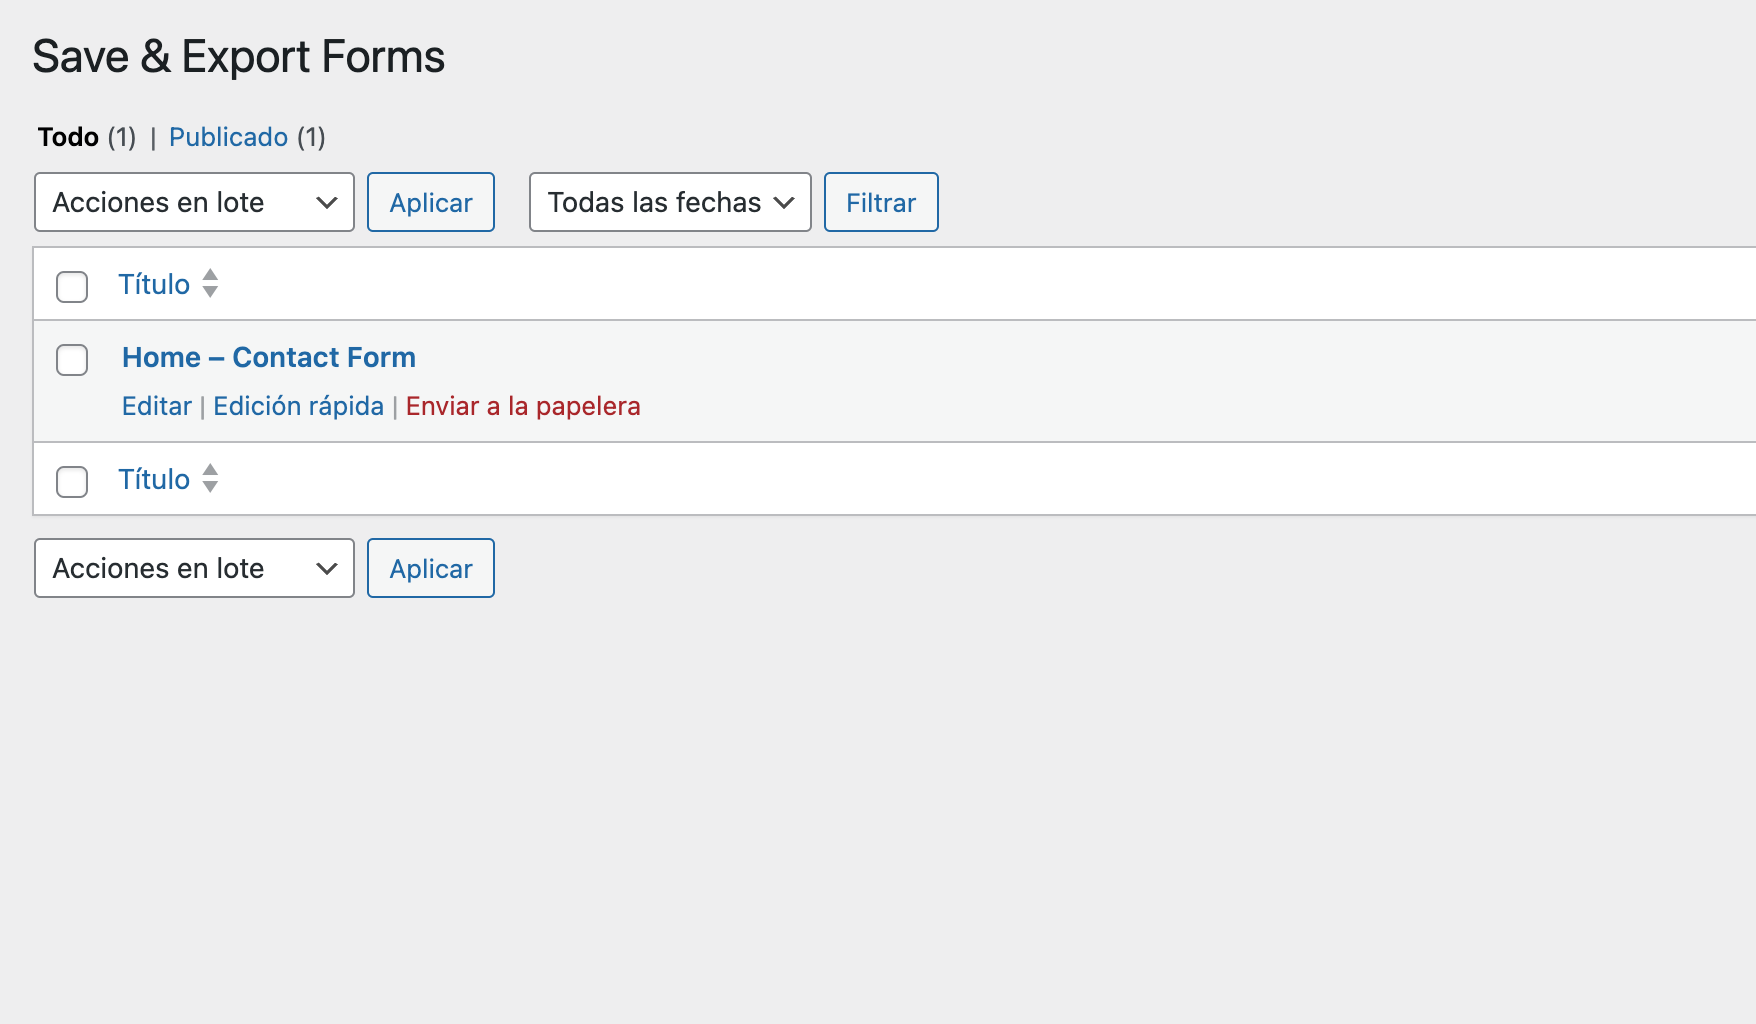 Save & Export Forms
Todo (1) | Publicado (1)
Acciones en lote Aplicar Todas las fechas Filtrar
Título
Home – Contact Form
Editar | Edición rápida | Enviar a la papelera
Título
Acciones en lote Aplicar